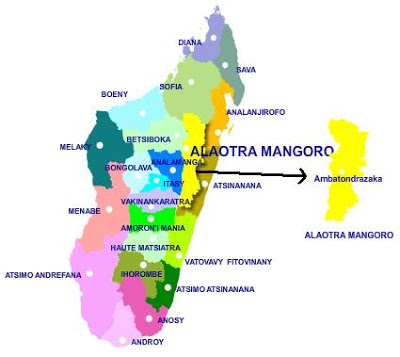 DIANA
SAVA
SOFIA
BOENY
ANALANJIROFO
BETSIBOKA
MELAKY
ALAOTRA MANGORO
ANALAMANGA
BONGOLAVA
ITASY
ATSINANANA
Ambatondrazaka
VAKINANKARATRA
MENABE
AMORON'I MANIA
ALAOTRA MANGORO
HAUTE MATSIATRA
VATOVAVY FITOVINANY
ATSIMO ANDREFANA
IHOROMBE
ATSIMO ATSINANANA
ANOSY
ANDROY